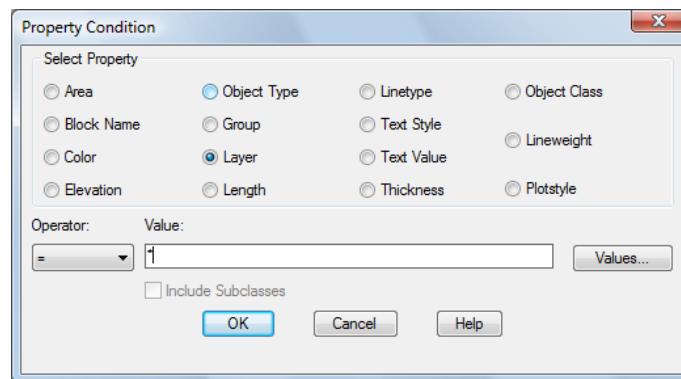 Property Condition
Select Property
Area Object Type Linetype Object Class
Block Name Group Text Style
Lineweight
Color Layer Text Value
Elevation Length Thickness Plotstyle
Operator: Value:
= * Values...
Include Subclasses
OK Cancel Help